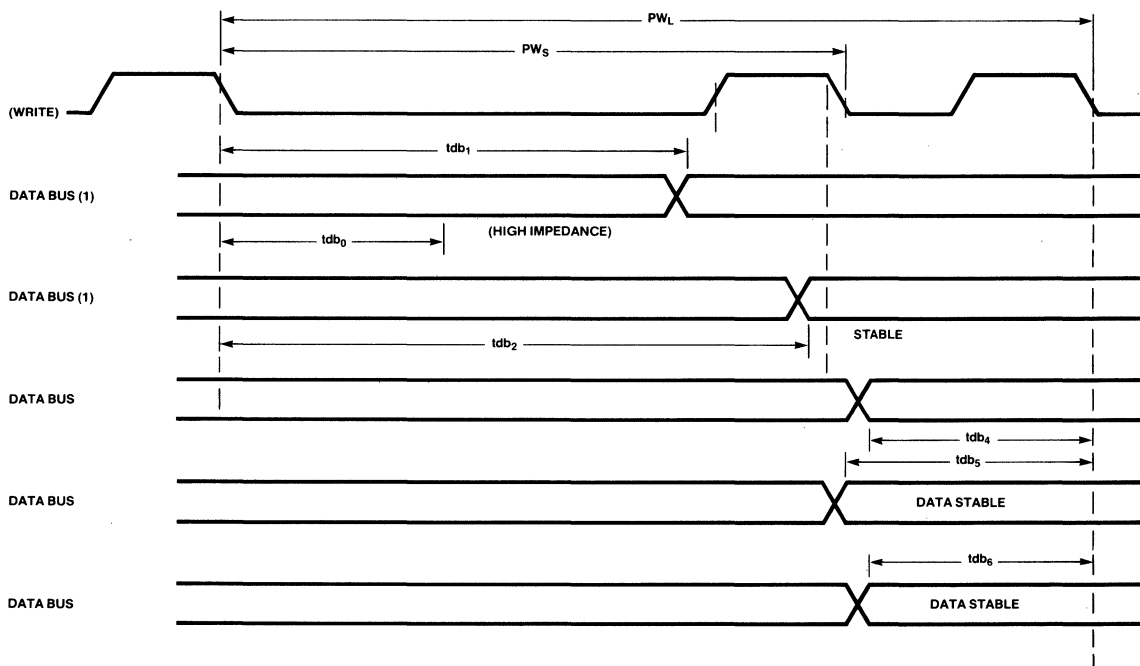 PWL
PWS
(WRITE)
tdb1
DATA BUS (1)
(HIGH IMPEDANCE)
tdb0
DATA BUS (1)
STABLE
tdb2
DATA BUS
tdb4
tdb5
DATA BUS
DATA STABLE
tdb6
DATA BUS
DATA STABLE